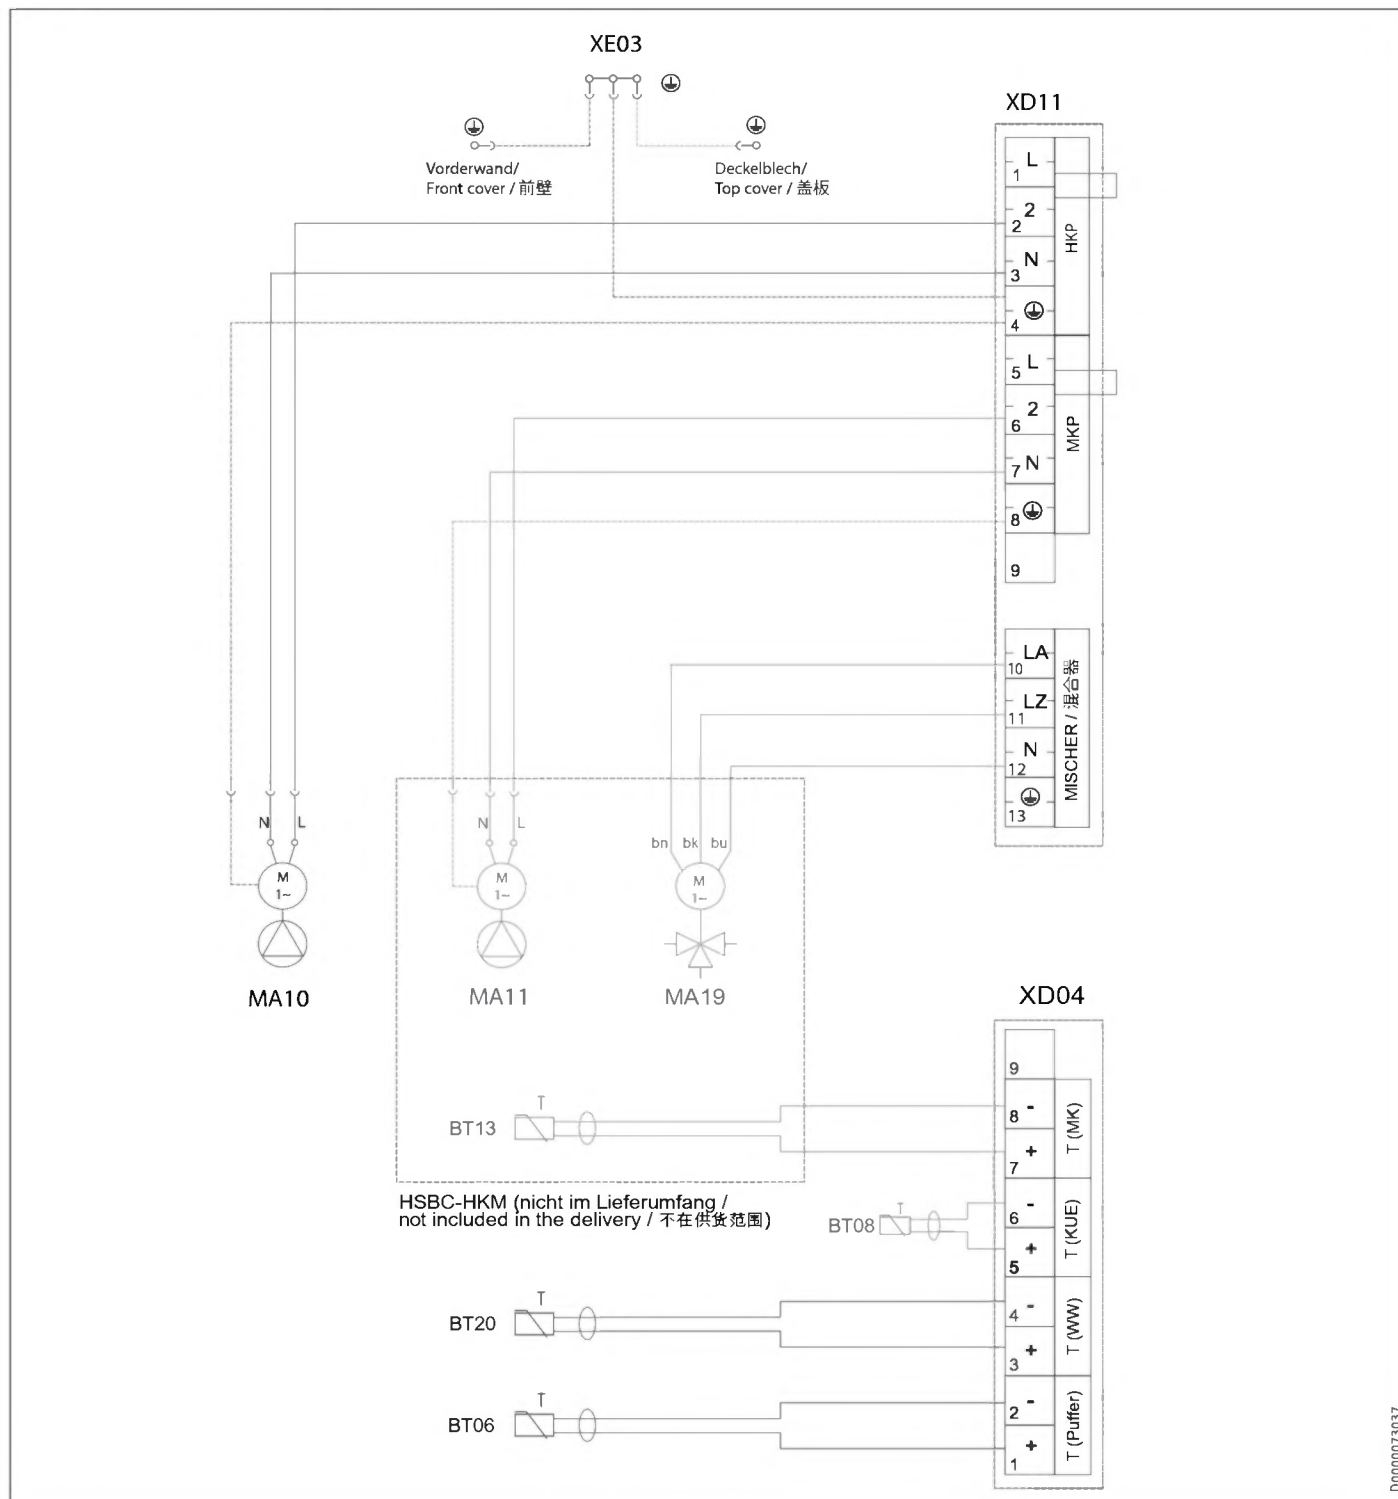 XE03
XD11
Vorderwand/
Front cover / 前壁
Deckelblech/
Top cover / 盖板
L
1
2
2
N
3
4
HKP
L
5
2
6
N
7
8
MKP
9
LA
10
LZ
11
N
12
13
MISCHER / 混合器
N L
M
1~
MA10
N L
M
1~
MA11
bn bk bu
M
1~
MA19
XD04
9
8 -
+
7
T (MK)
-
6
+
5
T (KUE)
-
4
+
3
T (WW)
-
2
+
1
T (Puffer)
T
BT13
HSBC-HKM (nicht im Lieferumfang /
not included in the delivery / 不在供货范围)
T
BT08
T
BT20
T
BT06
D0000073037